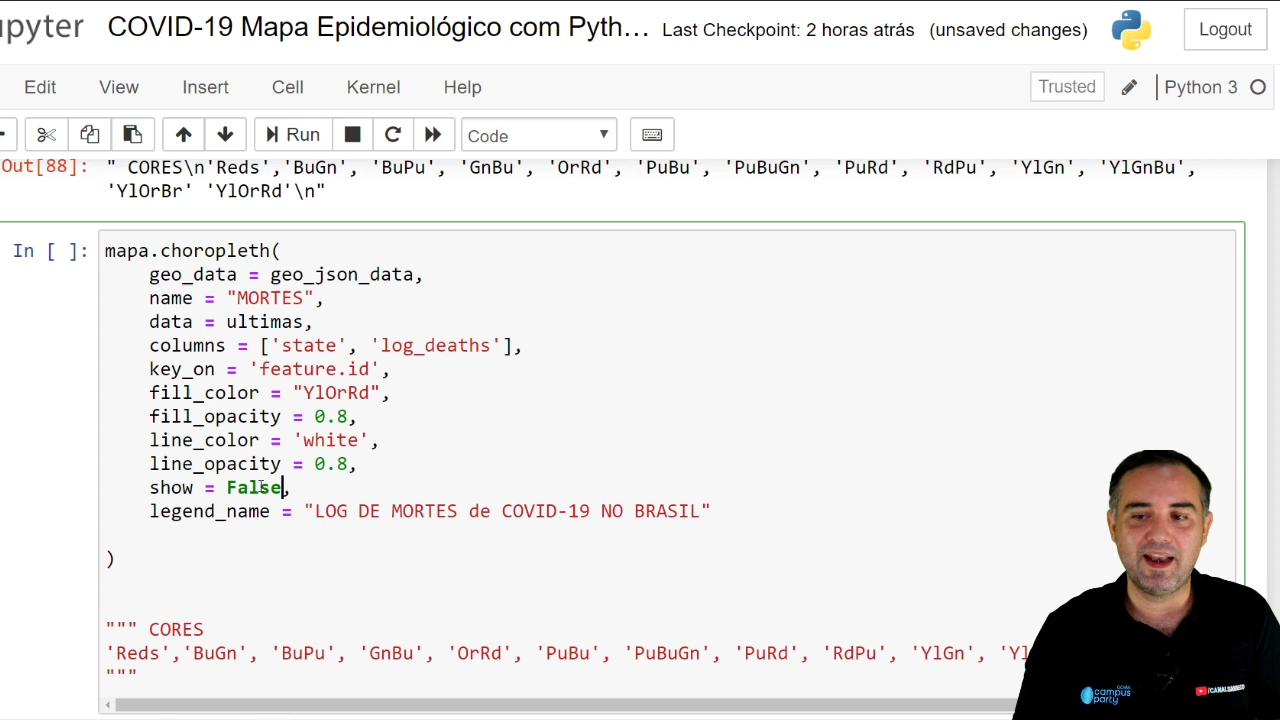 COVID-19 Mapa Epidemiológico com Pyth... Last Checkpoint: 2 horas atrás (unsaved changes) Logout
Edit View Insert Cell Kernel Help Trusted Python 3
Run Code
Out[88]: " CORES\n'Reds','BuGn', 'BuPu', 'GnBu', 'OrRd', 'PuBu', 'PuBuGn', 'PuRd', 'RdPu', 'YlGn', 'YlGnBu',
'YlOrBr' 'YlOrRd'\n"
In [ ]: mapa.choropleth(
geo_data = geo_json_data,
name = "MORTES",
data = ultimas,
columns = ['state', 'log_deaths'],
key_on = 'feature.id',
fill_color = "YlOrRd",
fill_opacity = 0.8,
line_color = 'white',
line_opacity = 0.8,
show = False,
legend_name = "LOG DE MORTES de COVID-19 NO BRASIL"
)
""" CORES
'Reds','BuGn', 'BuPu', 'GnBu', 'OrRd', 'PuBu', 'PuBuGn', 'PuRd', 'RdPu', 'YlGn',
"""
campus
party